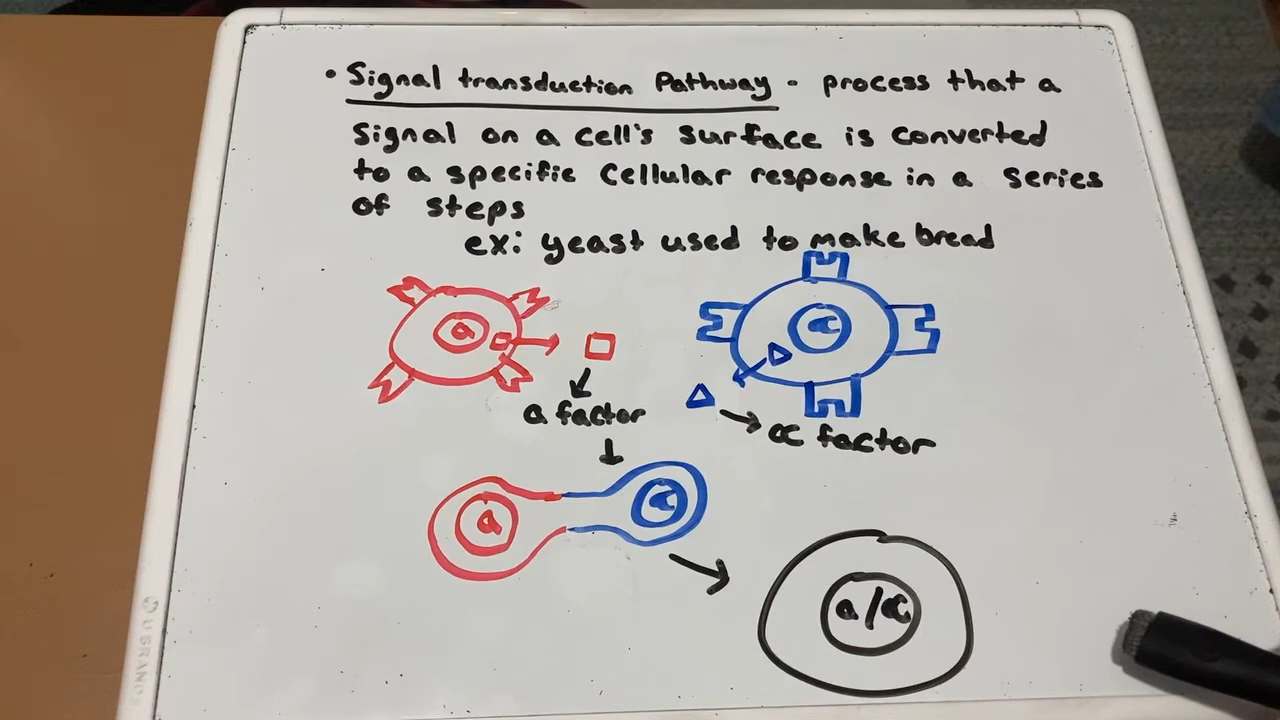 • Signal transduction Pathway - process that a
Signal on a cell's surface is converted
to a specific Cellular response in a series
of steps
ex: yeast used to make bread
a
α
a factor
α factor
a
α
a/α
UBRANDS